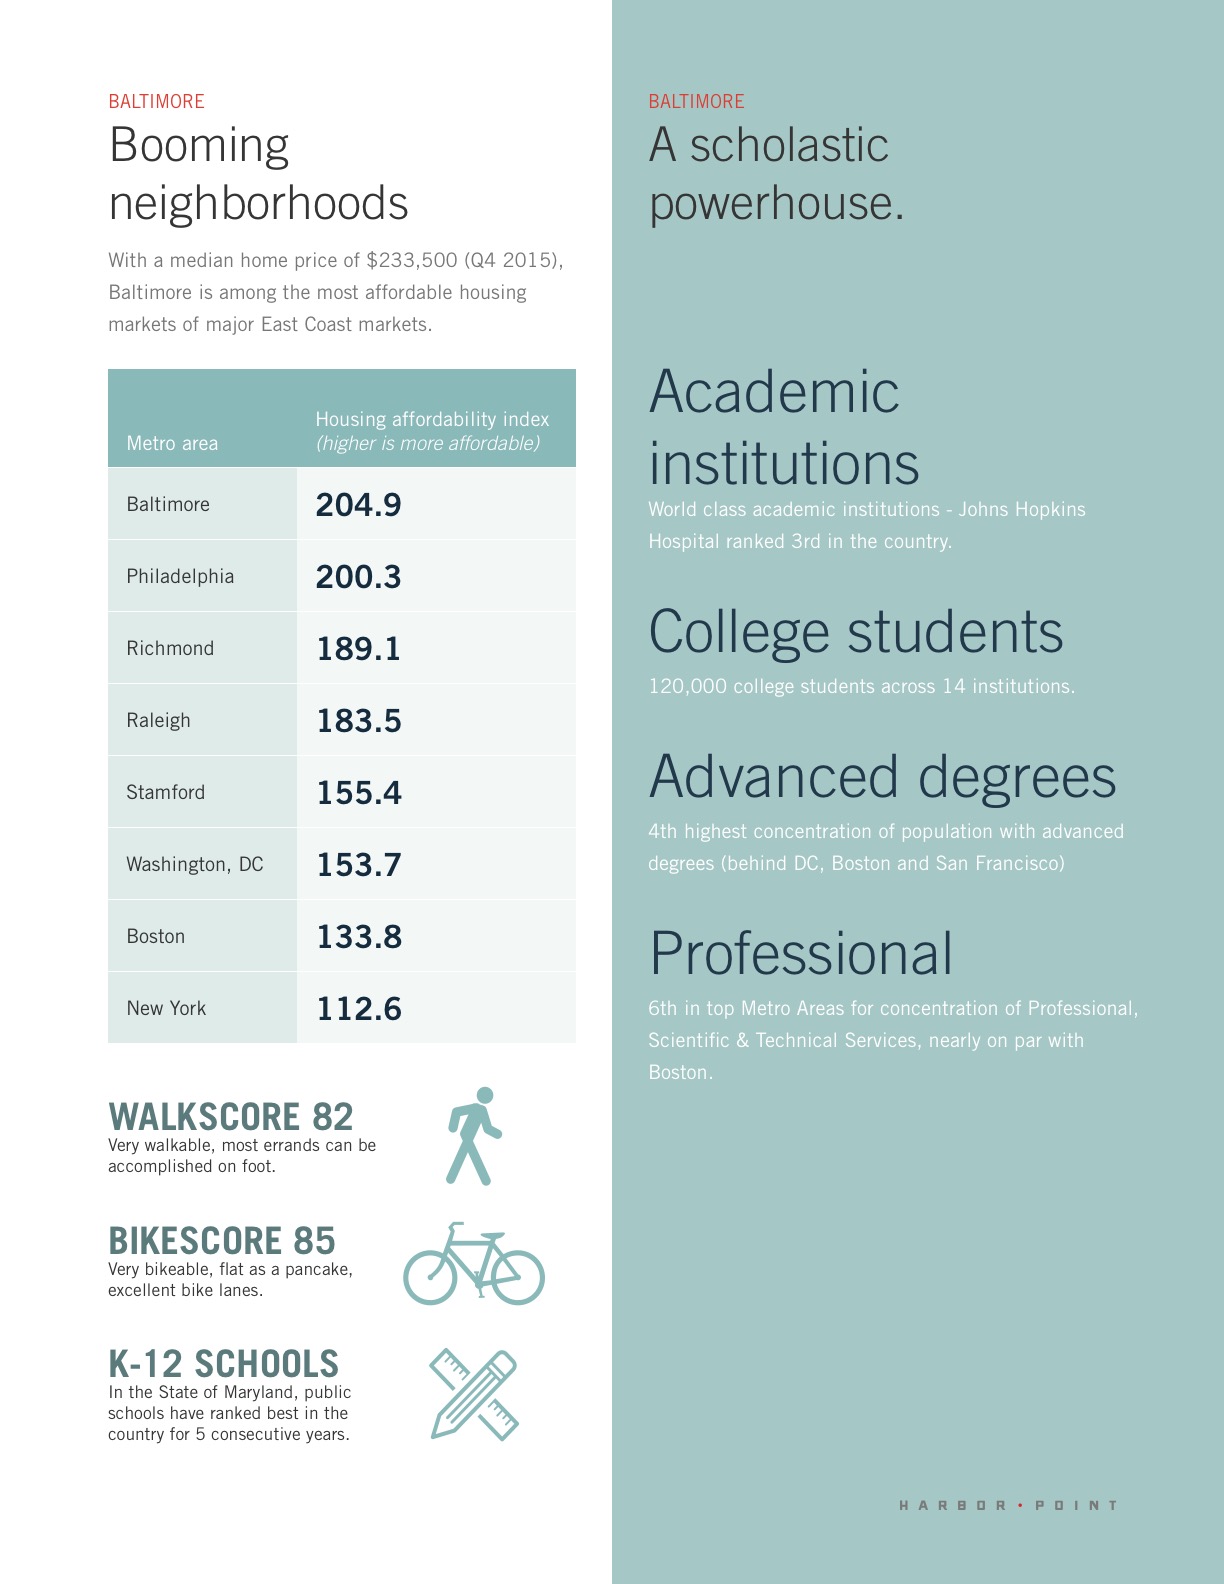 BALTIMORE
Booming
neighborhoods
With a median home price of $233,500 (Q4 2015),
Baltimore is among the most affordable housing
markets of major East Coast markets.
Metro area
Housing affordability index
(higher is more affordable)
Baltimore 204.9
Philadelphia 200.3
Richmond 189.1
Raleigh 183.5
Stamford 155.4
Washington, DC 153.7
Boston 133.8
New York 112.6
WALKSCORE 82
Very walkable, most errands can be
accomplished on foot.
BIKESCORE 85
Very bikeable, flat as a pancake,
excellent bike lanes.
K-12 SCHOOLS
In the State of Maryland, public
schools have ranked best in the
country for 5 consecutive years.
BALTIMORE
A scholastic
powerhouse.
Academic
institutions
World class academic institutions - Johns Hopkins
Hospital ranked 3rd in the country.
College students
120,000 college students across 14 institutions.
Advanced degrees
4th highest concentration of population with advanced
degrees (behind DC, Boston and San Francisco)
Professional
6th in top Metro Areas for concentration of Professional,
Scientific & Technical Services, nearly on par with
Boston.
HARBOR • POINT